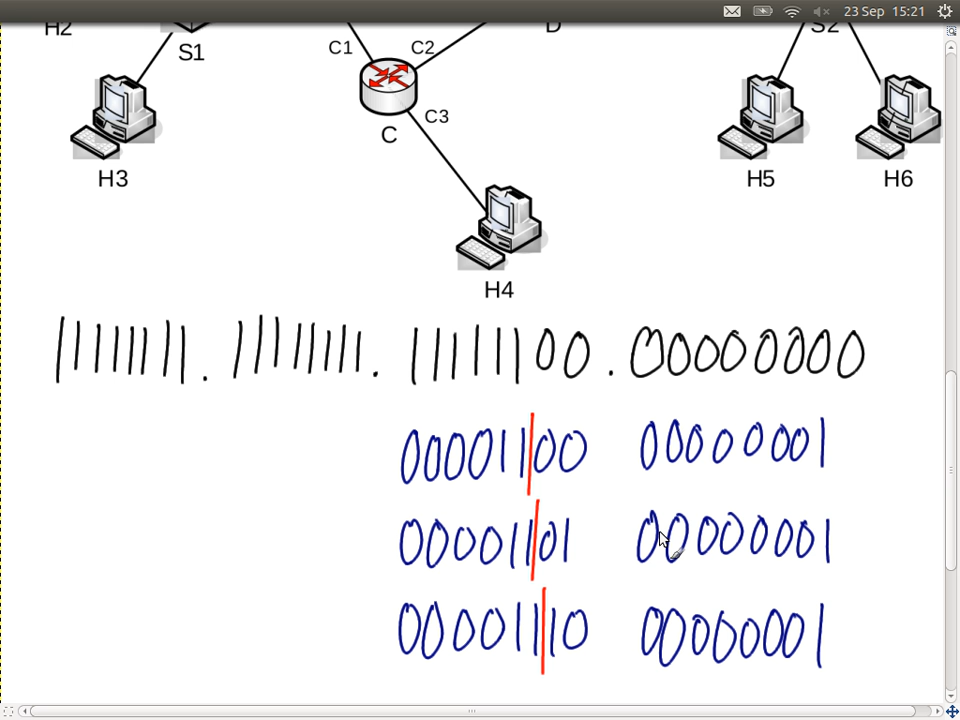 23 Sep 15:21
H2 D S2
S1 C1 C2
C3
C
H3 H5 H6
H4
11111111.11111111.11111100.00000000
00001100 00000001
00001101 00000001
00001110 00000001